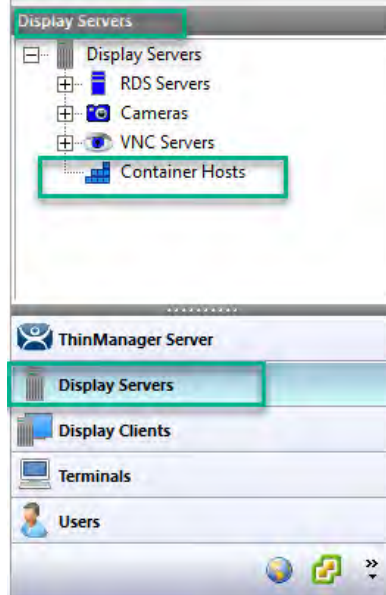 Display Servers
Display Servers
RDS Servers
Cameras
VNC Servers
Container Hosts
ThinManager Server
Display Servers
Display Clients
Terminals
Users